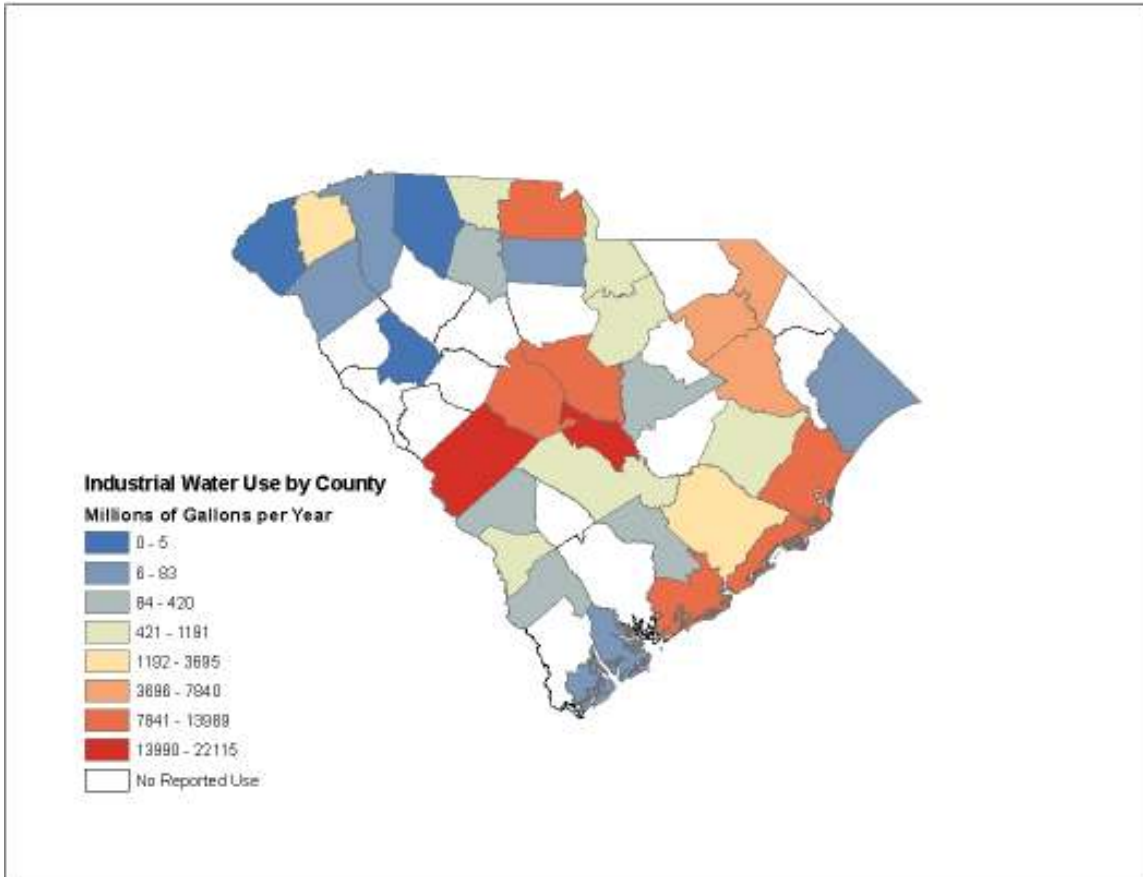 Industrial Water Use by County
Millions of Gallons per Year
0 - 5
6 - 83
84 - 420
421 - 1191
1192 - 3695
3696 - 7840
7841 - 13989
13990 - 22115
No Reported Use